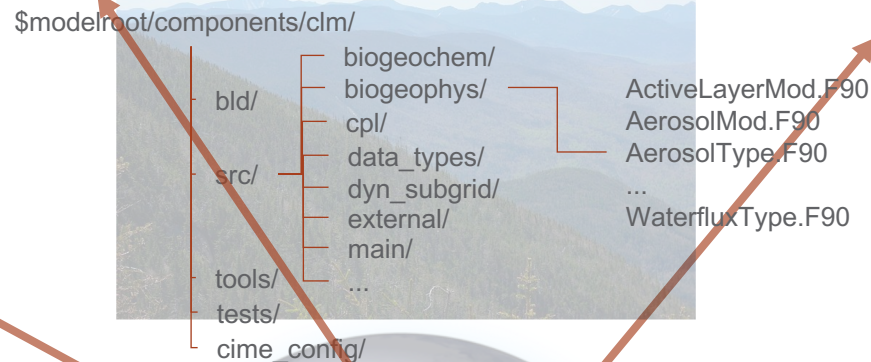 $modelroot/components/clm/
bld/
src/
tools/
tests/
cime_config/
biogeochem/
biogeophys/
cpl/
data_types/
dyn_subgrid/
external/
main/
...
ActiveLayerMod.F90
AerosolMod.F90
AerosolType.F90
...
WaterfluxType.F90